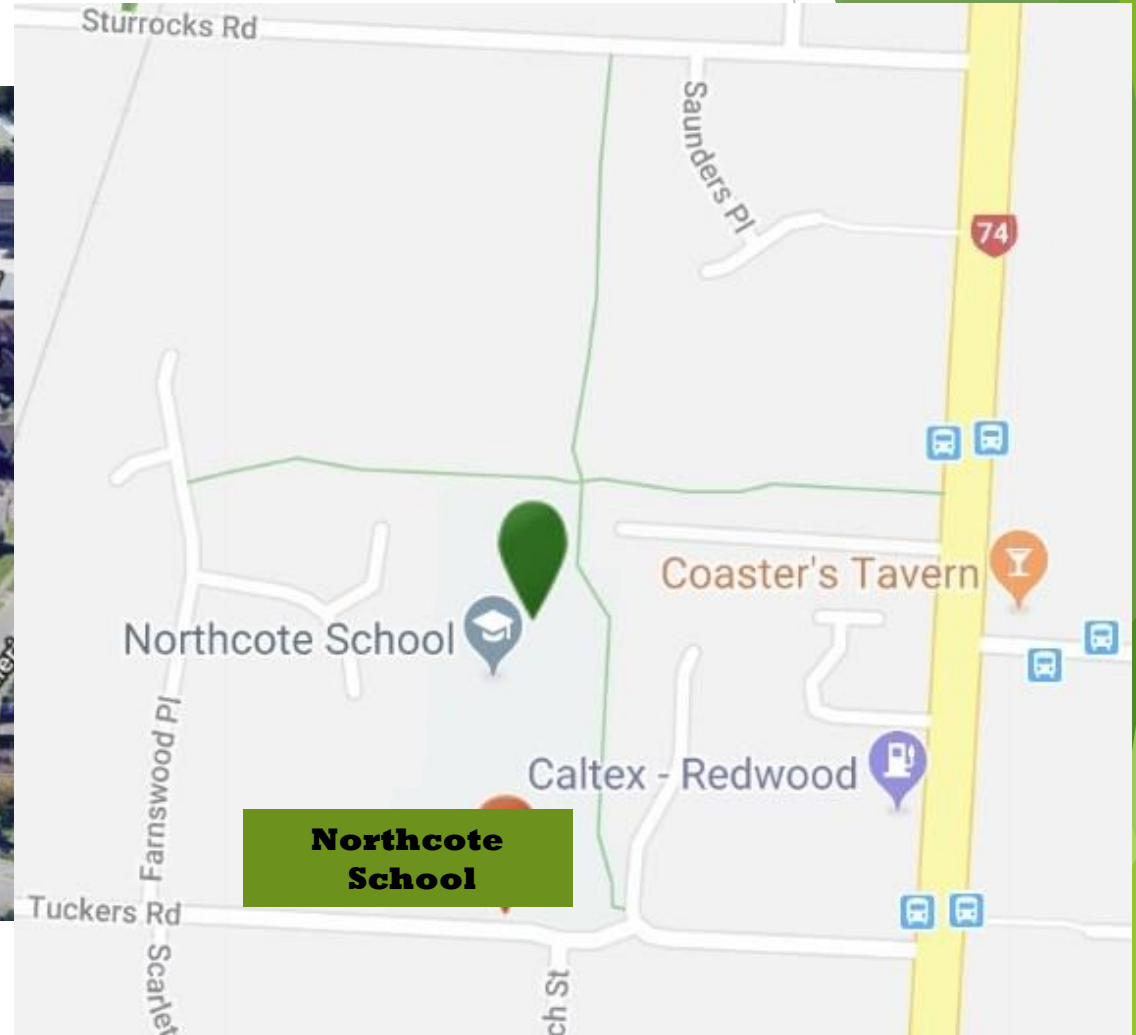 Sturrocks Rd
Saunders Pl
74
Coaster's Tavern
Northcote School
Farnswood Pl
Caltex - Redwood
Northcote
School
Tuckers Rd